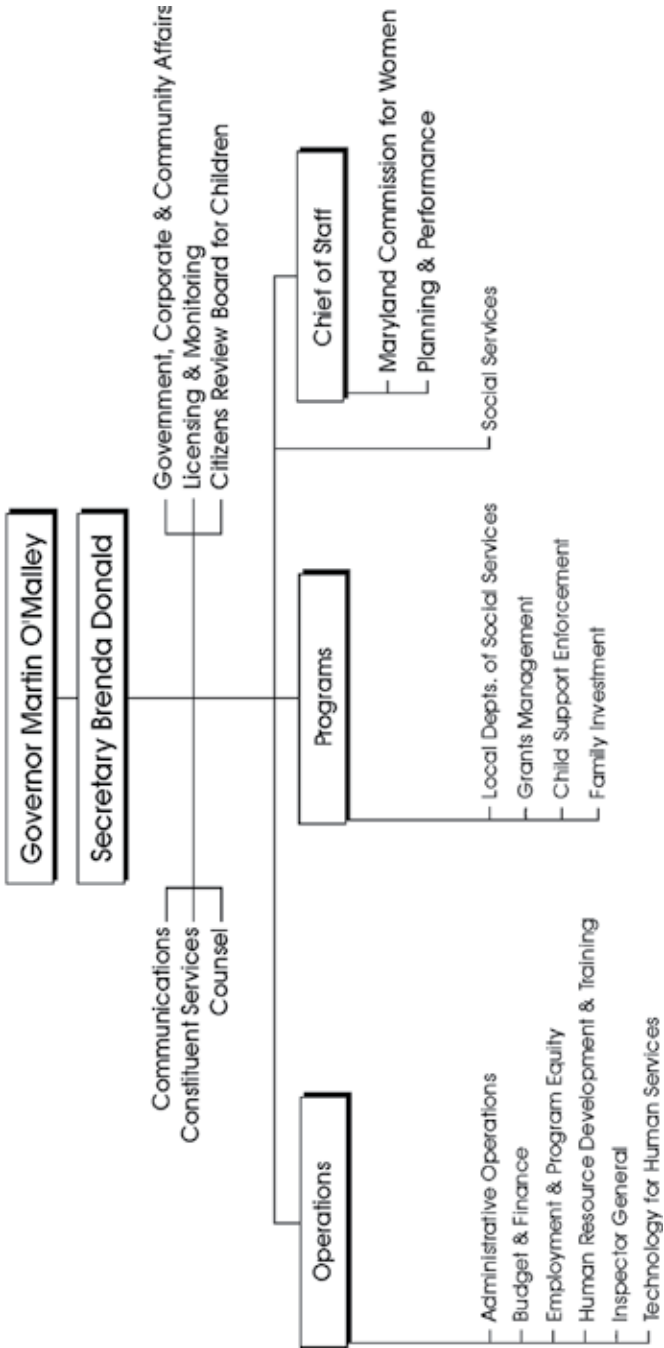 Governor Martin O'Malley
Secretary Brenda Donald
Communications
Constituent Services
Counsel
Government, Corporate & Community Affairs
Licensing & Monitoring
Citizens Review Board for Children
Operations
Administrative Operations
Budget & Finance
Employment & Program Equity
Human Resource Development & Training
Inspector General
Technology for Human Services
Programs
Local Depts. of Social Services
Grants Management
Child Support Enforcement
Family Investment
Social Services
Chief of Staff
Maryland Commission for Women
Planning & Performance